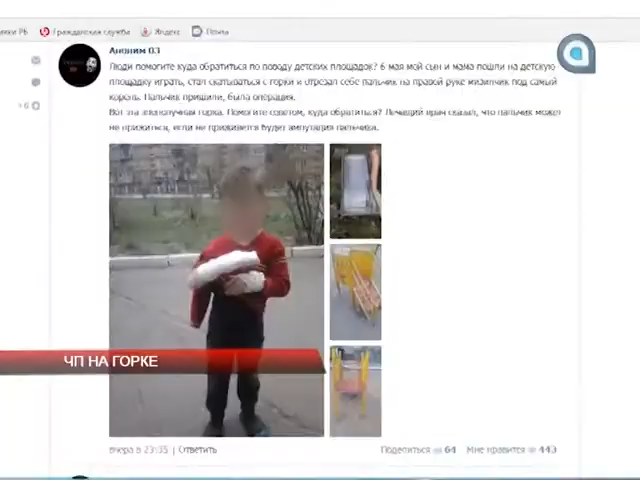 Гражданская служба Яндекс Почта
Аноним 03
Люди помогите куда обратиться по поводу детских площадок? 6 мая мой сын и мама пошли на детскую
площадку играть, стал скатываться с горки и отрезал себе пальчик на правой руке мизинчик под самый
корень. Пальчик пришили, была операция.
Вот эта злополучная горка. Помогите советом, куда обратиться? Лечащий врач сказал, что пальчик может
не прижиться, если не приживется будет ампутация пальчика.
ЧП НА ГОРКЕ
вчера в 23:35 | Ответить
Поделиться 64 Мне нравится 443